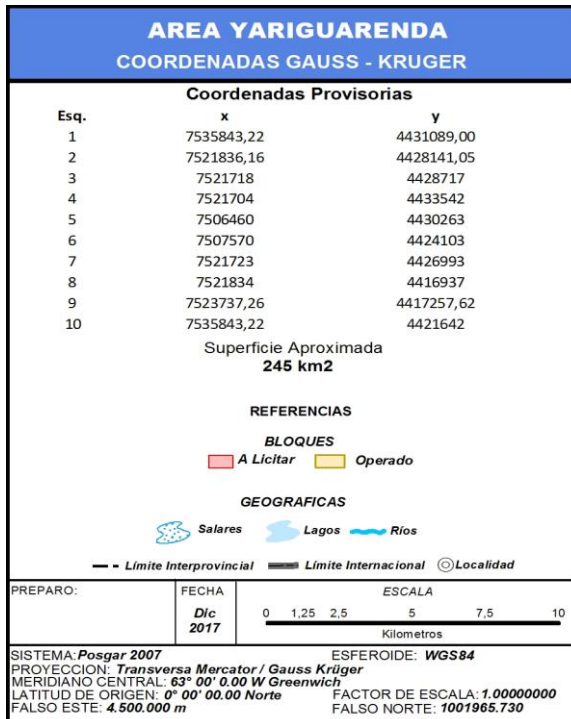 AREA YARIGUARENDA
COORDENADAS GAUSS - KRUGER
Coordenadas Provisorias
Esq. x y
1 7535843,22 4431089,00
2 7521836,16 4428141,05
3 7521718 4428717
4 7521704 4433542
5 7506460 4430263
6 7507570 4424103
7 7521723 4426993
8 7521834 4416937
9 7523737,26 4417257,62
10 7535843,22 4421642
Superficie Aproximada
245 km2
REFERENCIAS
BLOQUES
A Licitar Operado
GEOGRAFICAS
Salares Lagos Ríos
Límite Interprovincial Límite Internacional Localidad
PREPARO: FECHA ESCALA
Dic
2017
0 1,25 2,5 5 7,5 10
Kilometros
SISTEMA: Posgar 2007 ESFEROIDE: WGS84
PROYECCION: Transversa Mercator / Gauss Krüger
MERIDIANO CENTRAL: 63° 00' 0.00 W Greenwich
LATITUD DE ORIGEN: 0° 00' 00.00 Norte FACTOR DE ESCALA: 1.00000000
FALSO ESTE: 4.500.000 m FALSO NORTE: 1001965.730